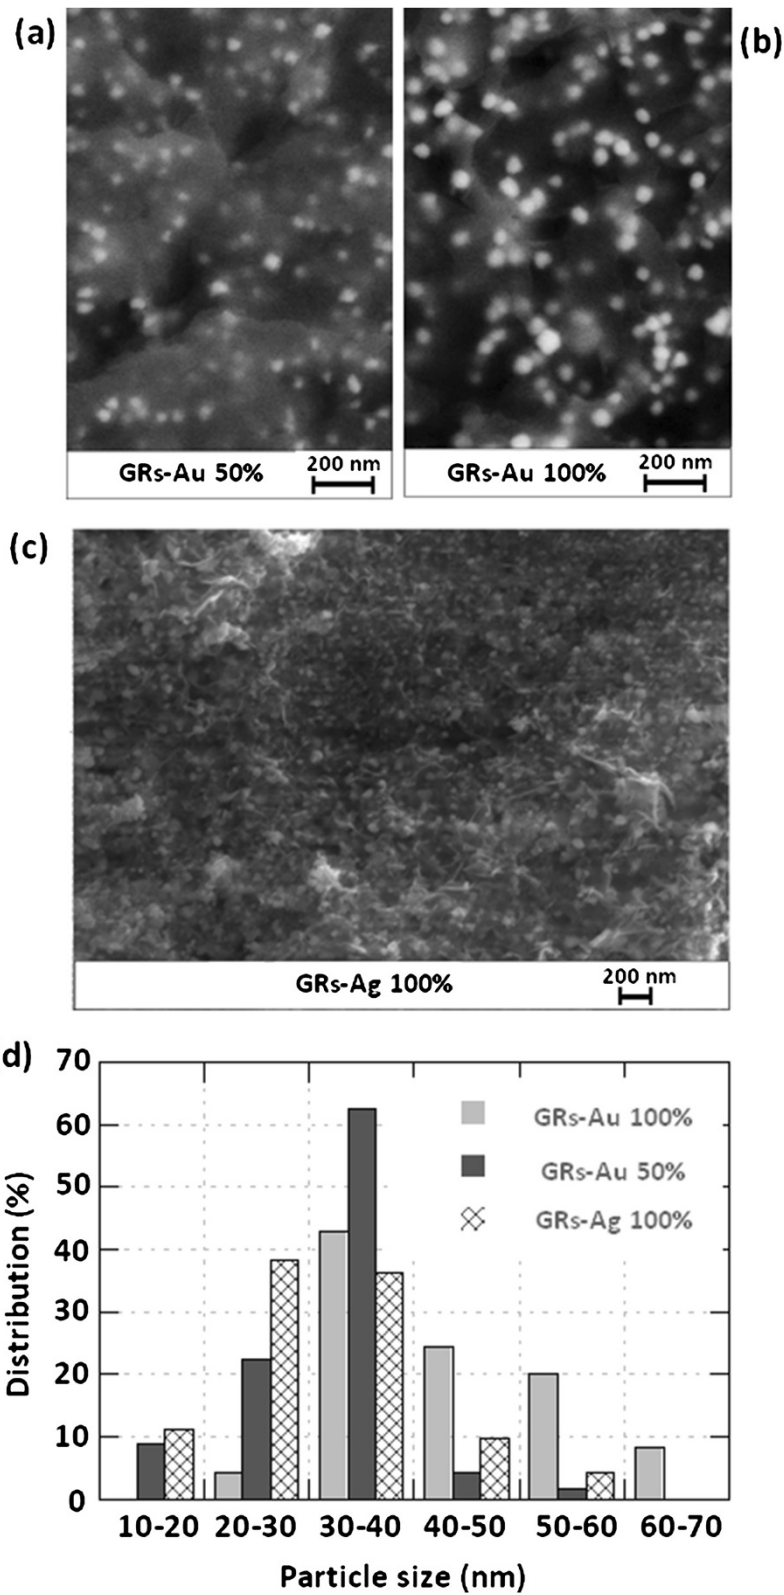 (a)
(b)
GRs-Au 50%
200 nm
GRs-Au 100%
200 nm
(c)
GRs-Ag 100%
200 nm
d)
70
60
50
40
30
20
10
0
Distribution (%)
GRs-Au 100%
GRs-Au 50%
GRs-Ag 100%
10-20 20-30 30-40 40-50 50-60 60-70
Particle size (nm)